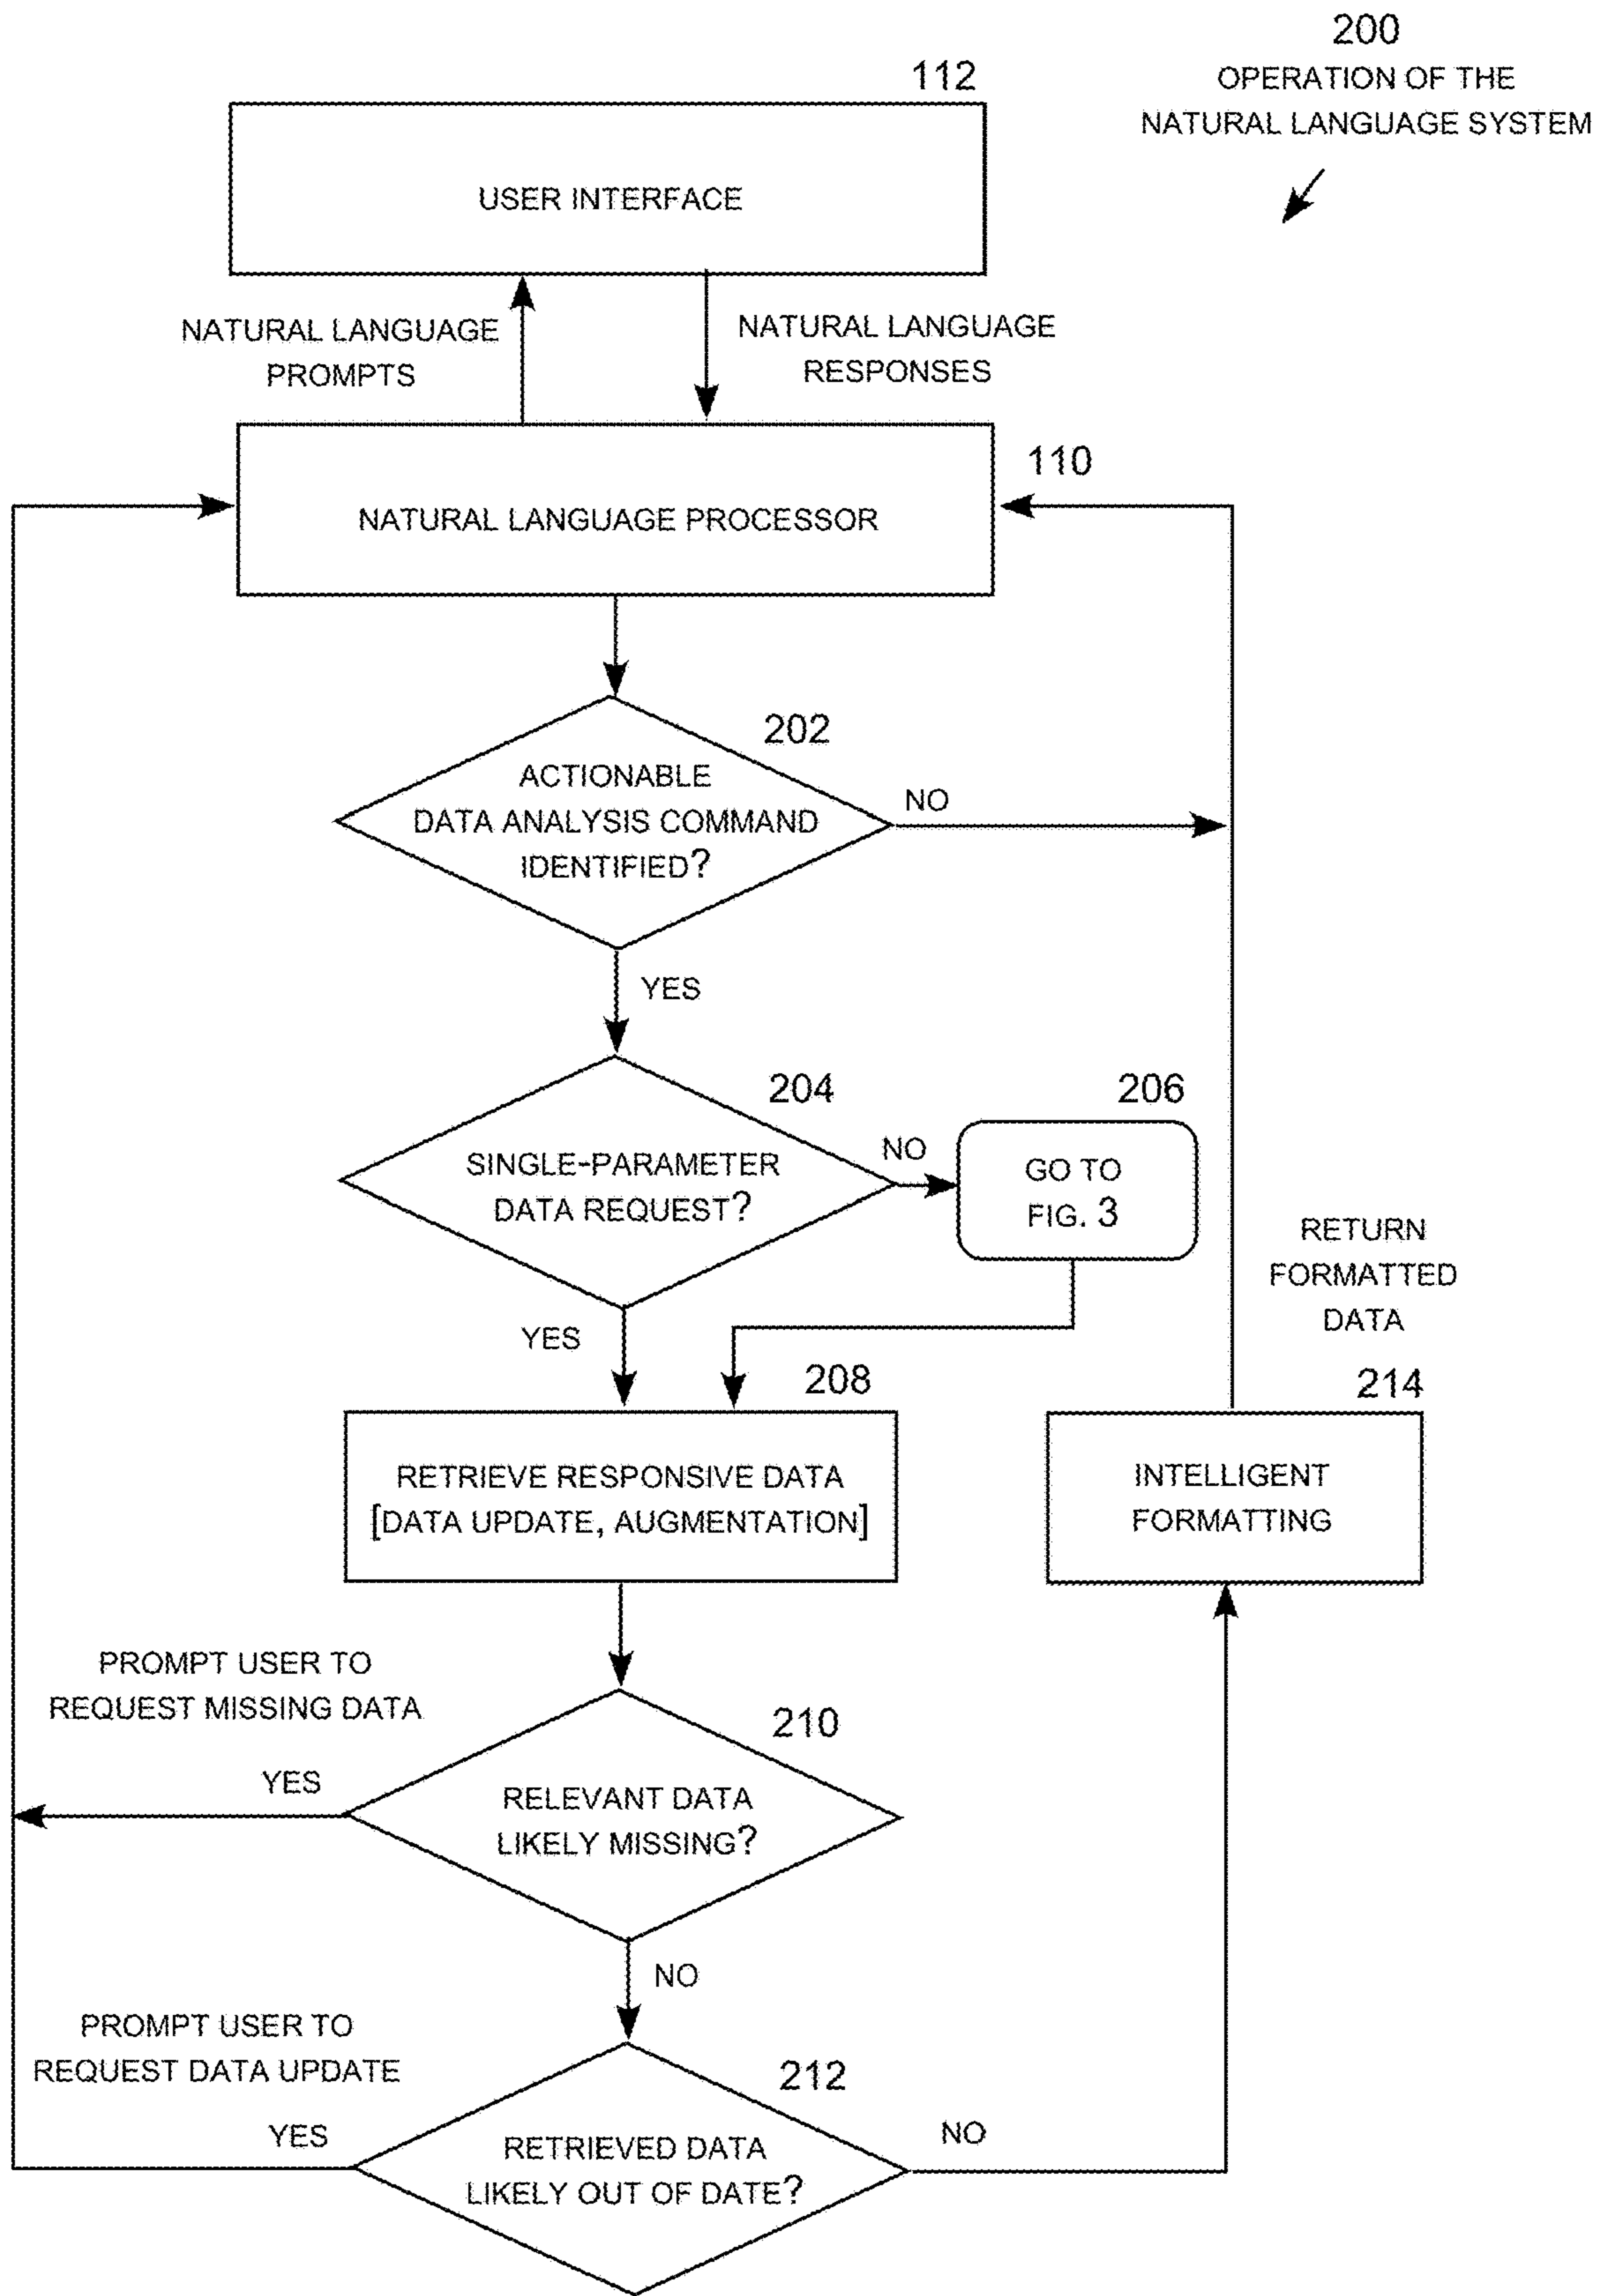 200
OPERATION OF THE
NATURAL LANGUAGE SYSTEM
112
USER INTERFACE
NATURAL LANGUAGE
PROMPTS
NATURAL LANGUAGE
RESPONSES
110
NATURAL LANGUAGE PROCESSOR
202
ACTIONABLE
DATA ANALYSIS COMMAND
IDENTIFIED?
NO
YES
204
SINGLE-PARAMETER
DATA REQUEST?
NO
206
GO TO
FIG. 3
YES
RETURN
FORMATTED
DATA
208
RETRIEVE RESPONSIVE DATA
[DATA UPDATE, AUGMENTATION]
214
INTELLIGENT
FORMATTING
PROMPT USER TO
REQUEST MISSING DATA
YES
210
RELEVANT DATA
LIKELY MISSING?
NO
PROMPT USER TO
REQUEST DATA UPDATE
YES
212
RETRIEVED DATA
LIKELY OUT OF DATE?
NO